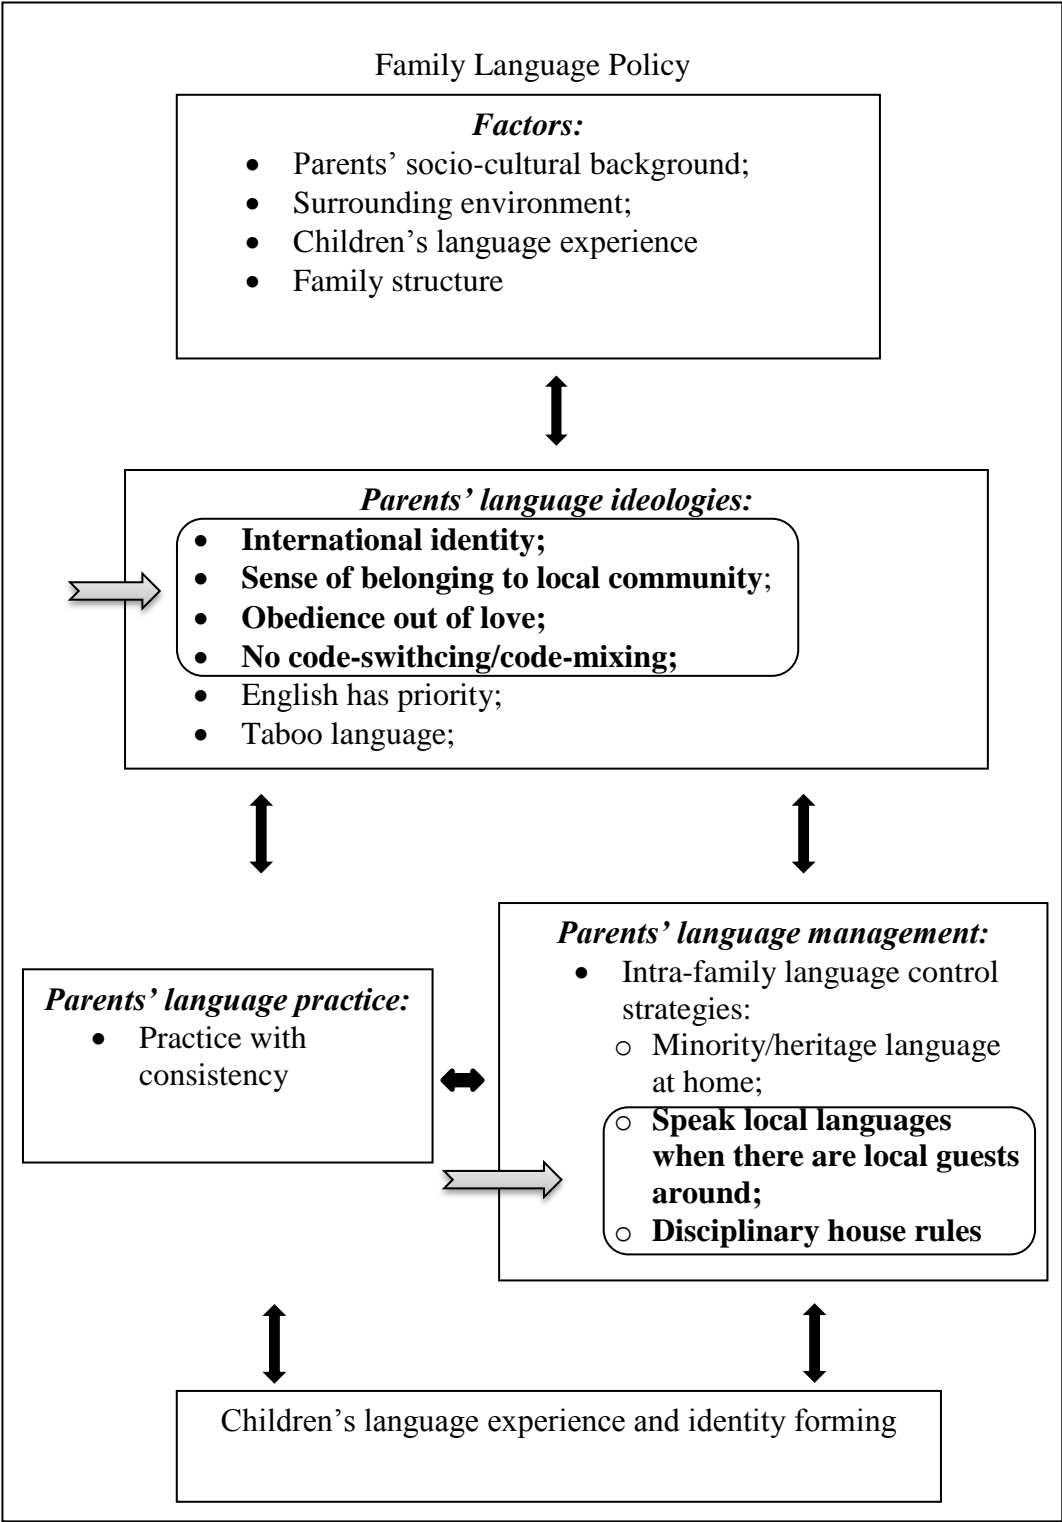 Family Language Policy
Factors:
• Parents’ socio-cultural background;
• Surrounding environment;
• Children’s language experience
• Family structure
Parents’ language ideologies:
• International identity;
• Sense of belonging to local community;
• Obedience out of love;
• No code-swithcing/code-mixing;
• English has priority;
• Taboo language;
Parents’ language practice:
• Practice with
consistency
Parents’ language management:
• Intra-family language control
strategies:
o Minority/heritage language
at home;
o Speak local languages
when there are local guests
around;
o Disciplinary house rules
Children’s language experience and identity forming